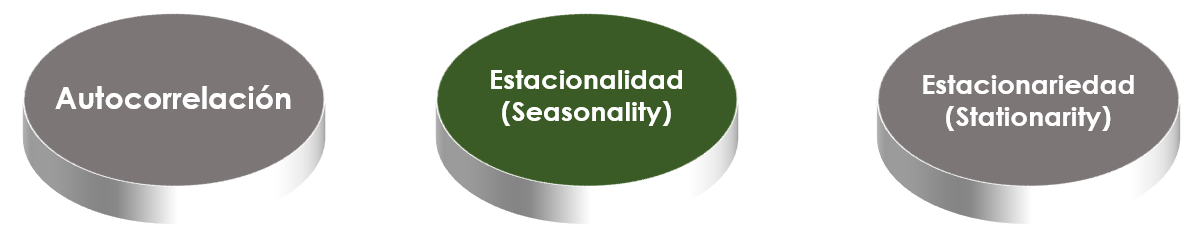 Autocorrelación
Estacionalidad
(Seasonality)
Estacionariedad
(Stationarity)